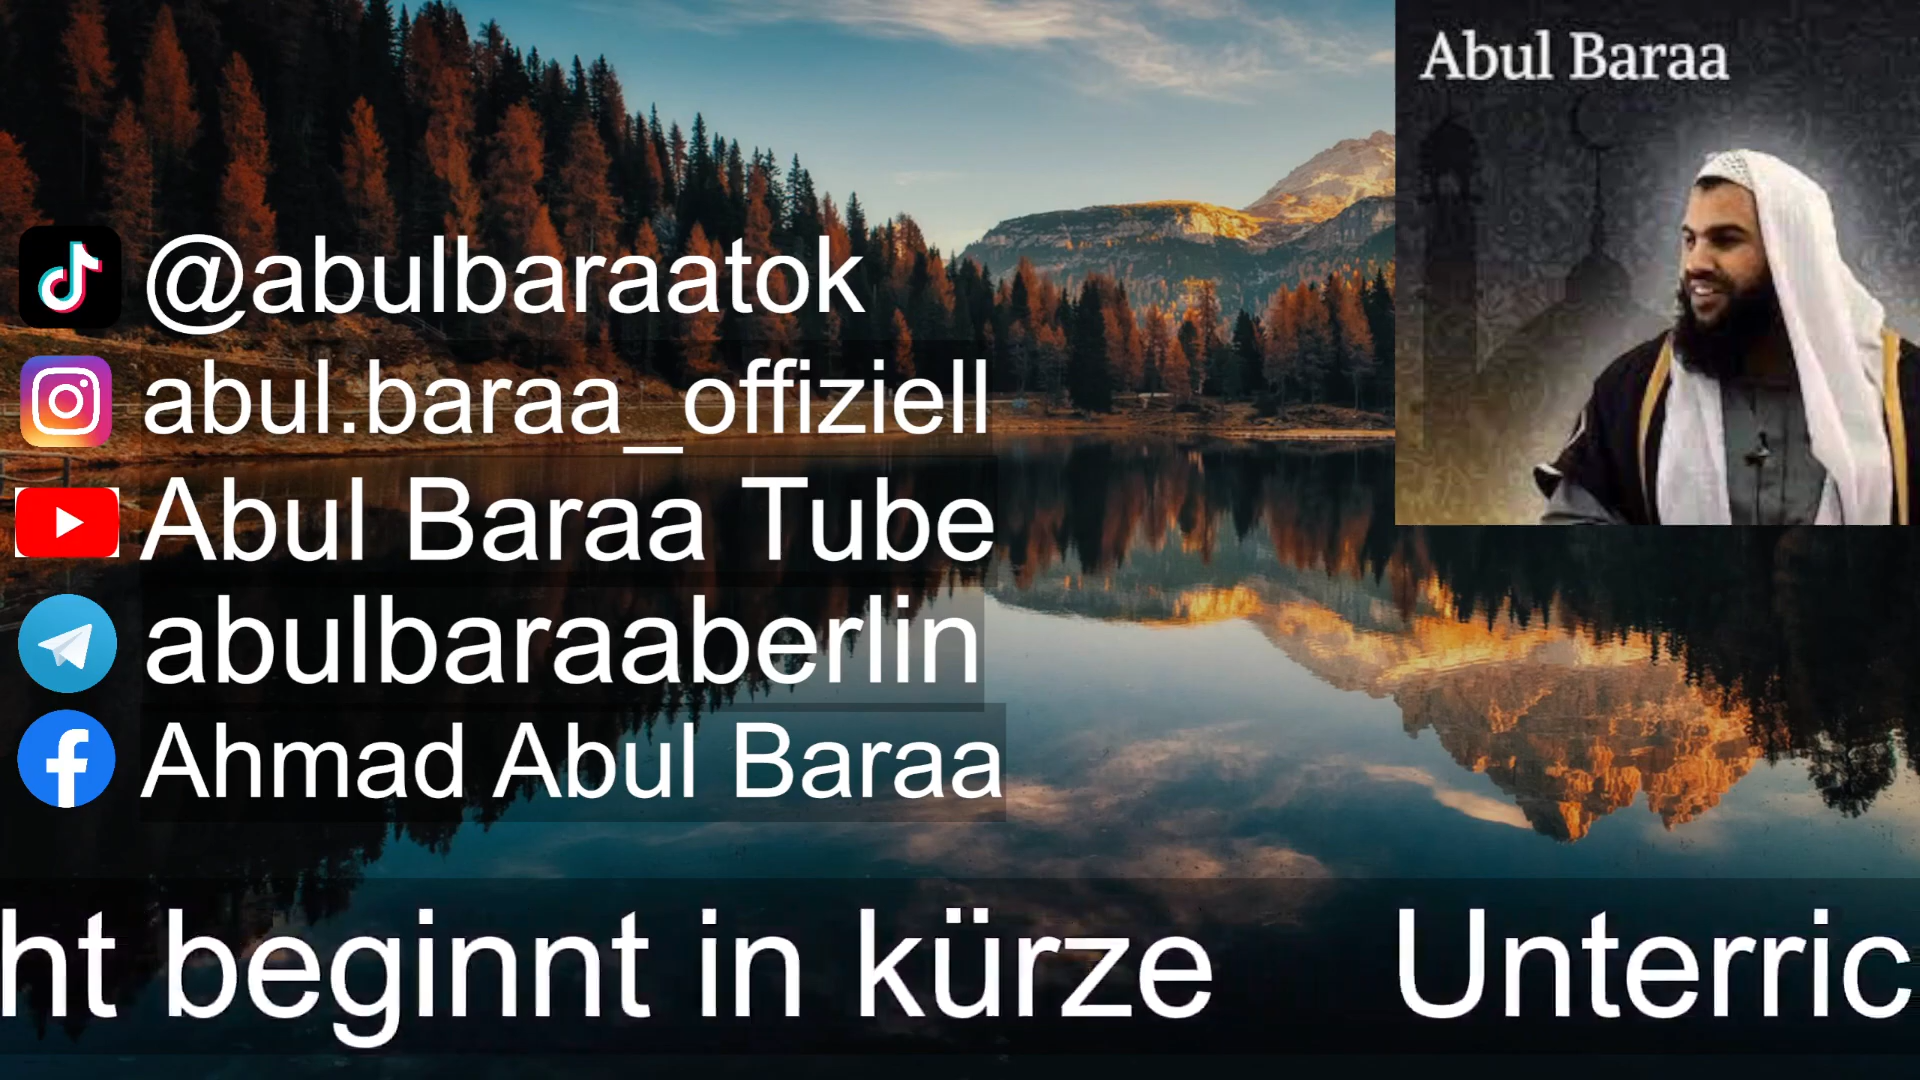 Abul Baraa
@abulbaraatok
abul.baraa_offiziell
Abul Baraa Tube
abulbaraaberlin
Ahmad Abul Baraa
ht beginnt in kürze Unterric